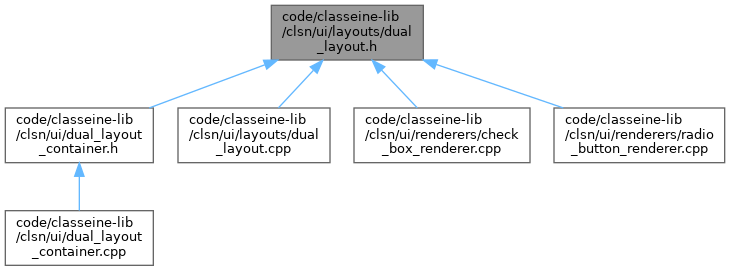 code/classeine-lib
/clsn/ui/layouts/dual
_layout.h
code/classeine-lib
/clsn/ui/dual_layout
_container.h
code/classeine-lib
/clsn/ui/layouts/dual
_layout.cpp
code/classeine-lib
/clsn/ui/renderers/check
_box_renderer.cpp
code/classeine-lib
/clsn/ui/renderers/radio
_button_renderer.cpp
code/classeine-lib
/clsn/ui/dual_layout
_container.cpp